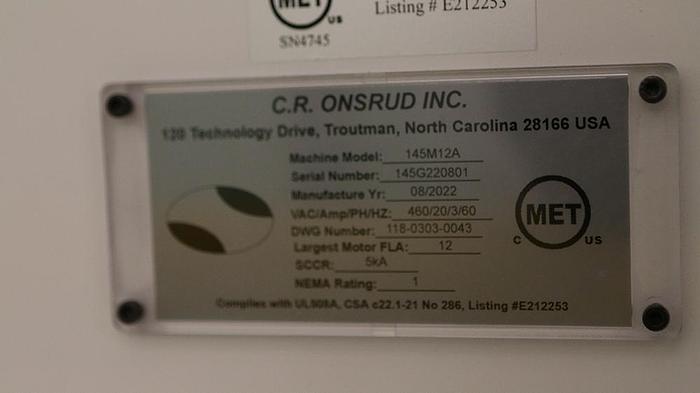 MET
US
Listing # E212253
SN4745
C.R. ONSRUD INC.
120 Technology Drive, Troutman, North Carolina 28166 USA
Machine Model: 145M12A
Serial Number: 145G220801
Manufacture Yr: 08/2022
VAC/Amp/PH/HZ: 460/20/3/60
DWG Number: 118-0303-0043
Largest Motor FLA: 12
SCCR: 5kA
NEMA Rating: 1
MET
C US
Complies with UL508A, CSA c22.1-21 No 286, Listing #E212253